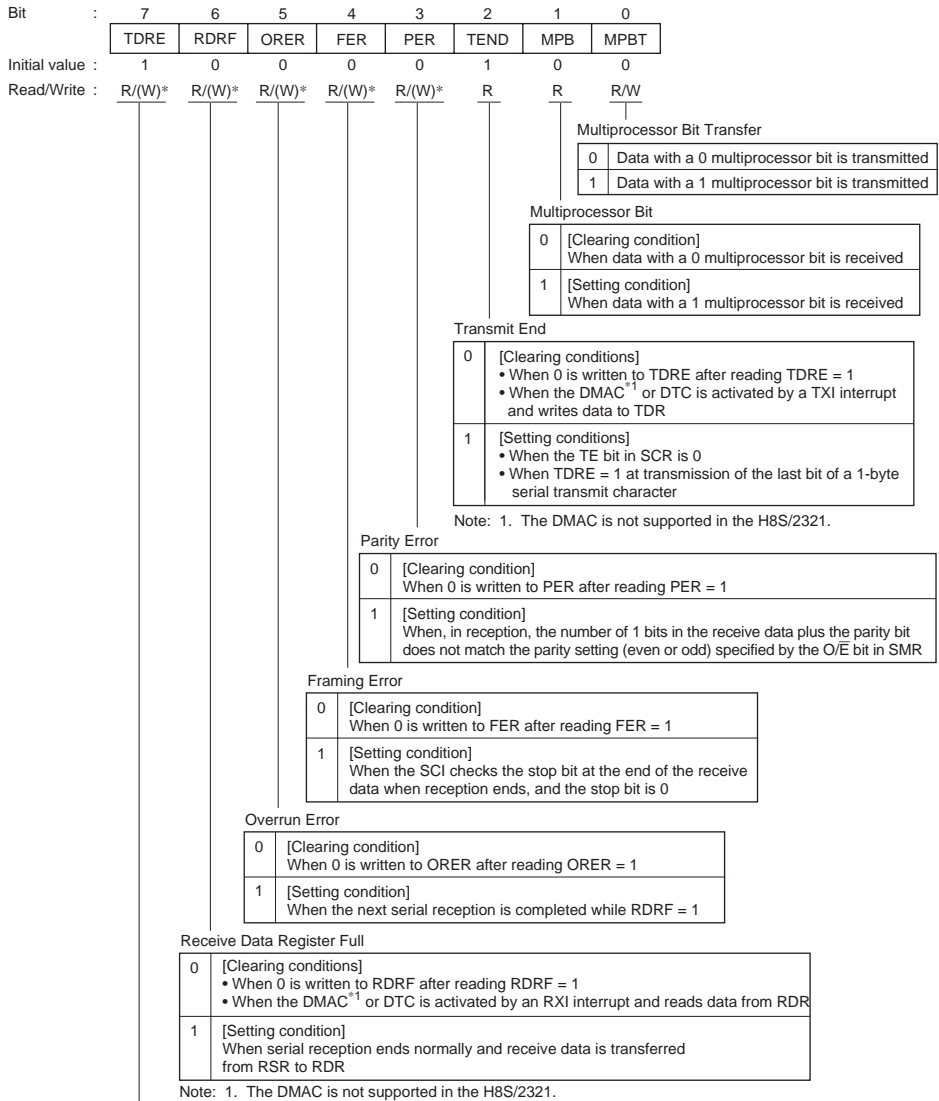 Bit : 7 6 5 4 3 2 1 0
TDRE RDRF ORER FER PER TEND MPB MPBT
Initial value : 1 0 0 0 0 1 0 0
Read/Write : R/(W)* R/(W)* R/(W)* R/(W)* R/(W)* R R R/W
Multiprocessor Bit Transfer
0 Data with a 0 multiprocessor bit is transmitted
1 Data with a 1 multiprocessor bit is transmitted
Multiprocessor Bit
0 [Clearing condition]
When data with a 0 multiprocessor bit is received
1 [Setting condition]
When data with a 1 multiprocessor bit is received
Transmit End
0 [Clearing conditions]
• When 0 is written to TDRE after reading TDRE = 1
• When the DMAC*1 or DTC is activated by a TXI interrupt
and writes data to TDR
1 [Setting conditions]
• When the TE bit in SCR is 0
• When TDRE = 1 at transmission of the last bit of a 1-byte
serial transmit character
Note: 1. The DMAC is not supported in the H8S/2321.
Parity Error
0 [Clearing condition]
When 0 is written to PER after reading PER = 1
1 [Setting condition]
When, in reception, the number of 1 bits in the receive data plus the parity bit
does not match the parity setting (even or odd) specified by the O/E̅ bit in SMR
Framing Error
0 [Clearing condition]
When 0 is written to FER after reading FER = 1
1 [Setting condition]
When the SCI checks the stop bit at the end of the receive
data when reception ends, and the stop bit is 0
Overrun Error
0 [Clearing condition]
When 0 is written to ORER after reading ORER = 1
1 [Setting condition]
When the next serial reception is completed while RDRF = 1
Receive Data Register Full
0 [Clearing conditions]
• When 0 is written to RDRF after reading RDRF = 1
• When the DMAC*1 or DTC is activated by an RXI interrupt and reads data from RDR
1 [Setting condition]
When serial reception ends normally and receive data is transferred
from RSR to RDR
Note: 1. The DMAC is not supported in the H8S/2321.